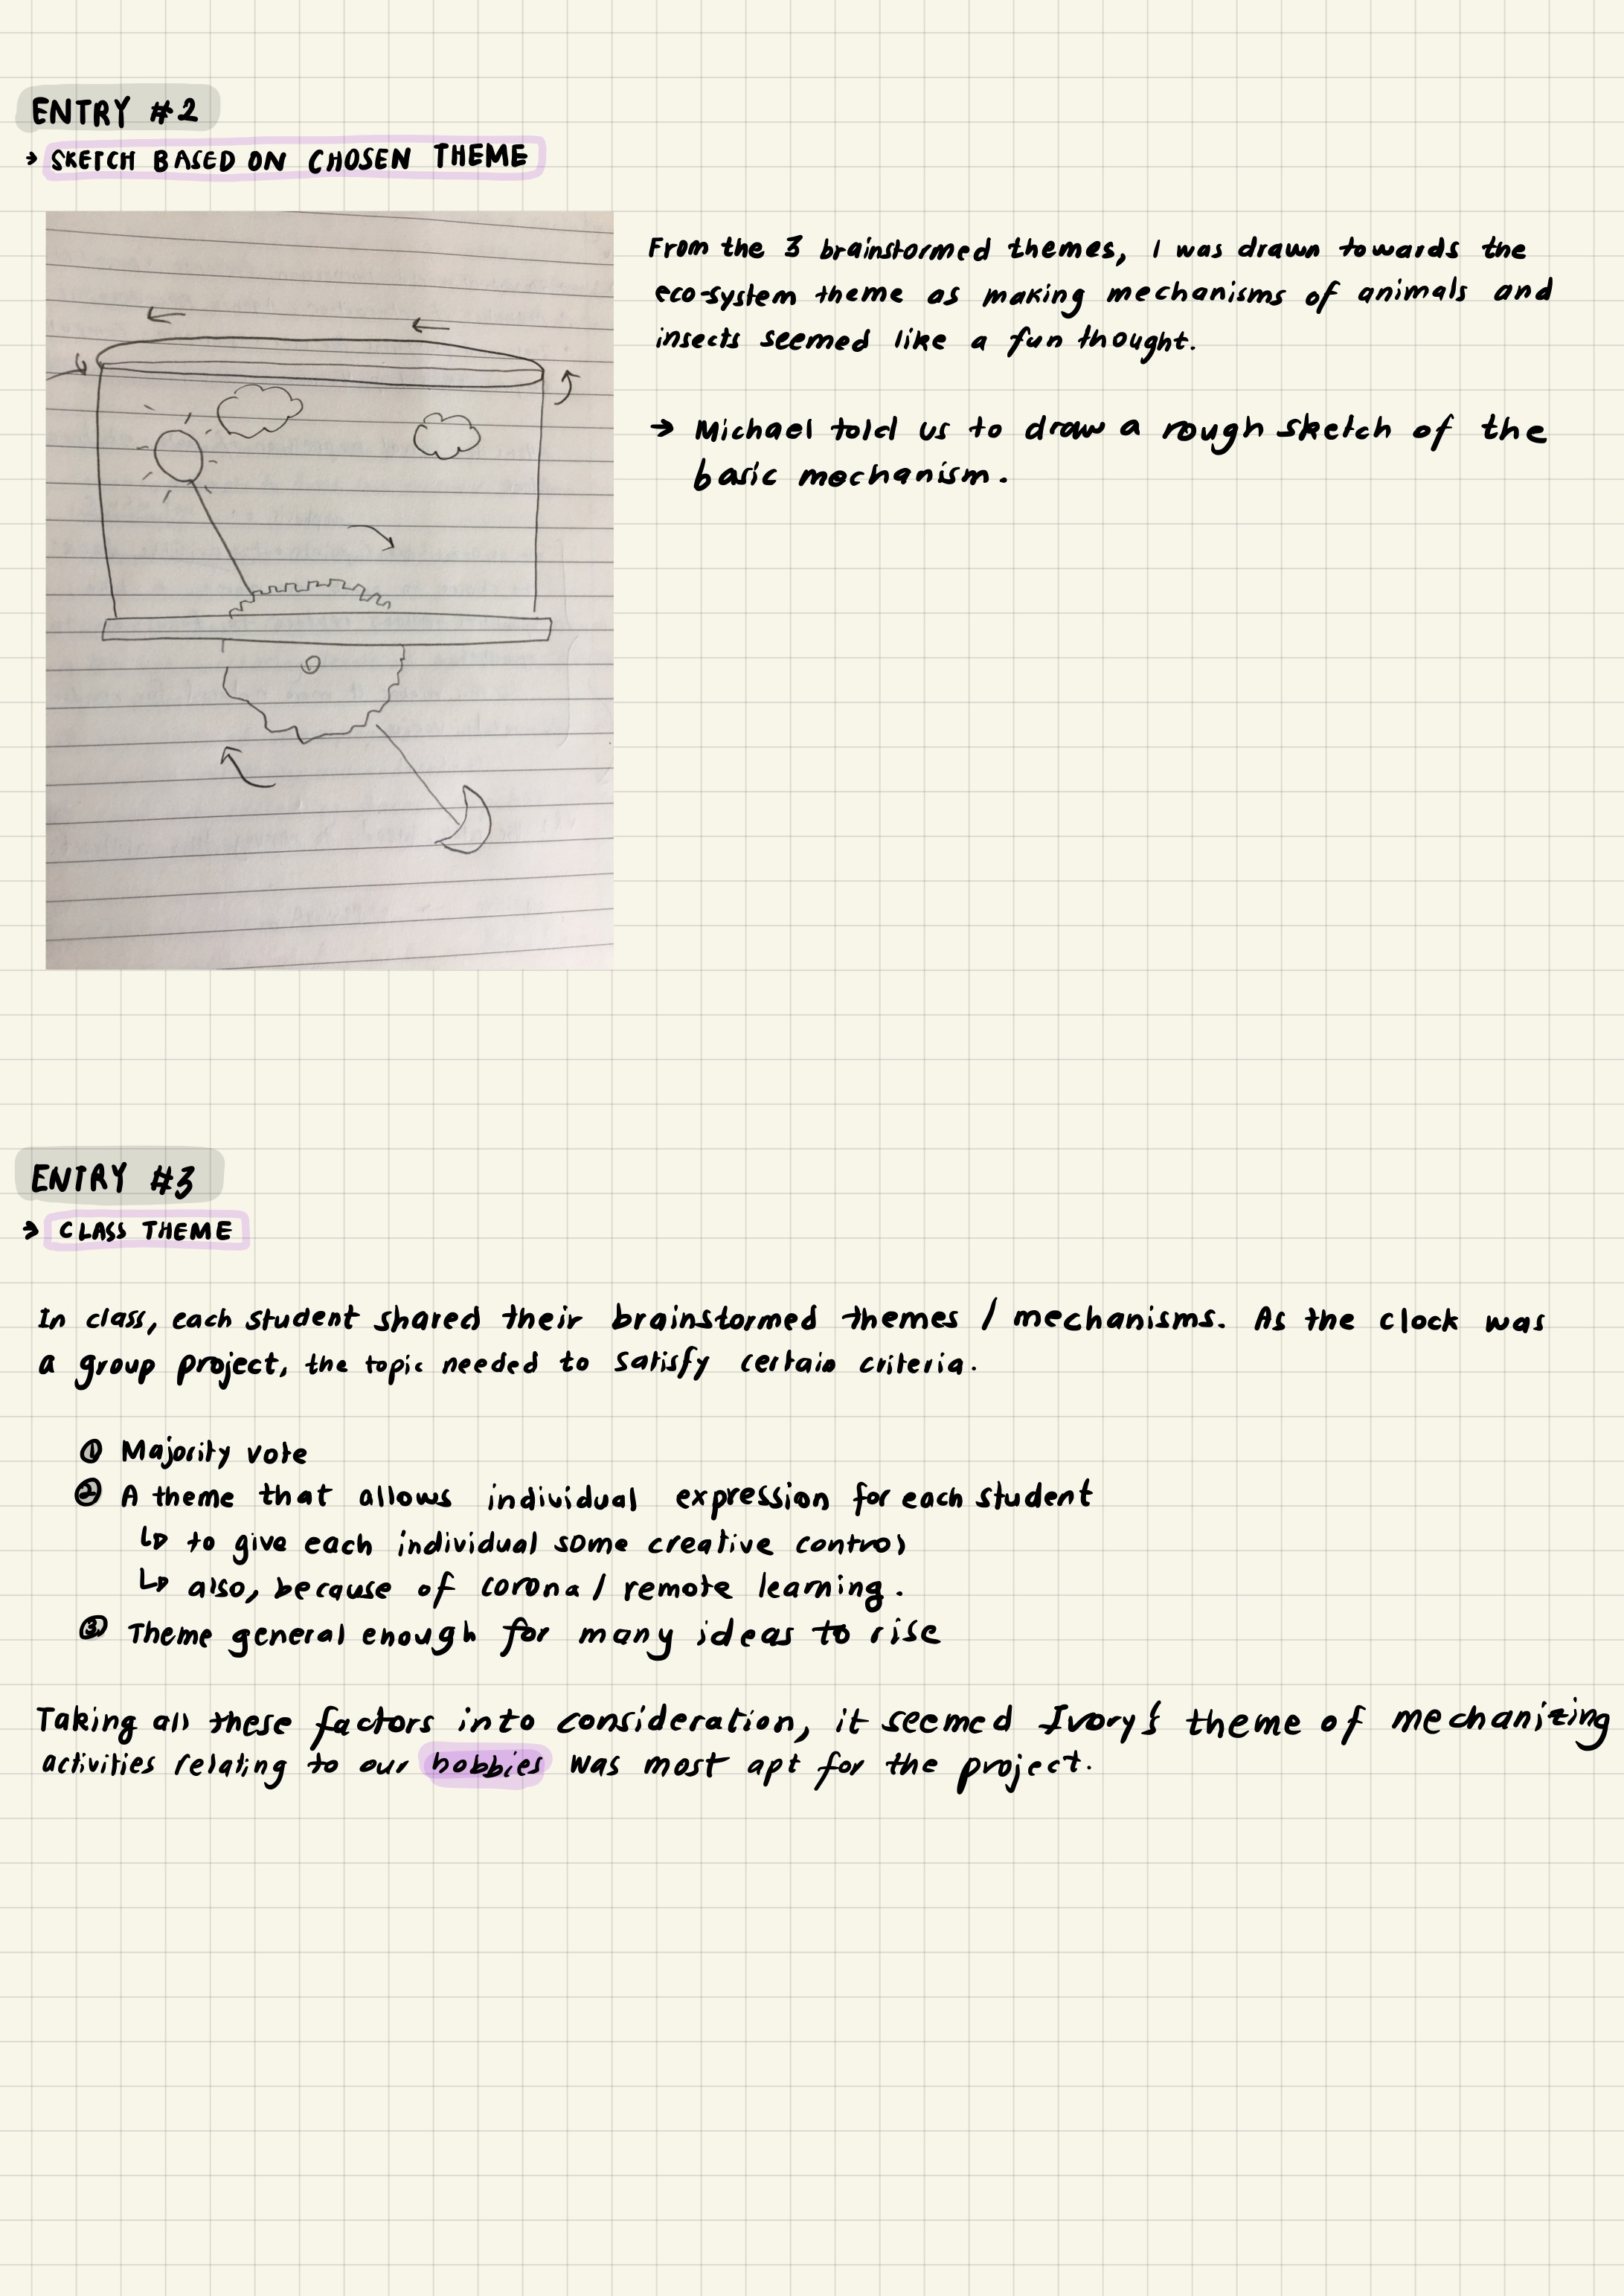 ENTRY #2
→ SKETCH BASED ON CHOSEN THEME
From the 3 brainstormed themes, I was drawn towards the
eco-system theme as making mechanisms of animals and
insects seemed like a fun thought.
→ Michael told us to draw a rough sketch of the
basic mechanism.
ENTRY #3
→ CLASS THEME
In class, each student shared their brainstormed themes / mechanisms. As the clock was
a group project, the topic needed to satisfy certain criteria.
① Majority vote
② A theme that allows individual expression for each student
↳ to give each individual some creative control
↳ also, because of corona / remote learning.
③ Theme general enough for many ideas to rise
Taking all these factors into consideration, it seemed Ivory's theme of mechanizing
activities relating to our hobbies was most apt for the project.